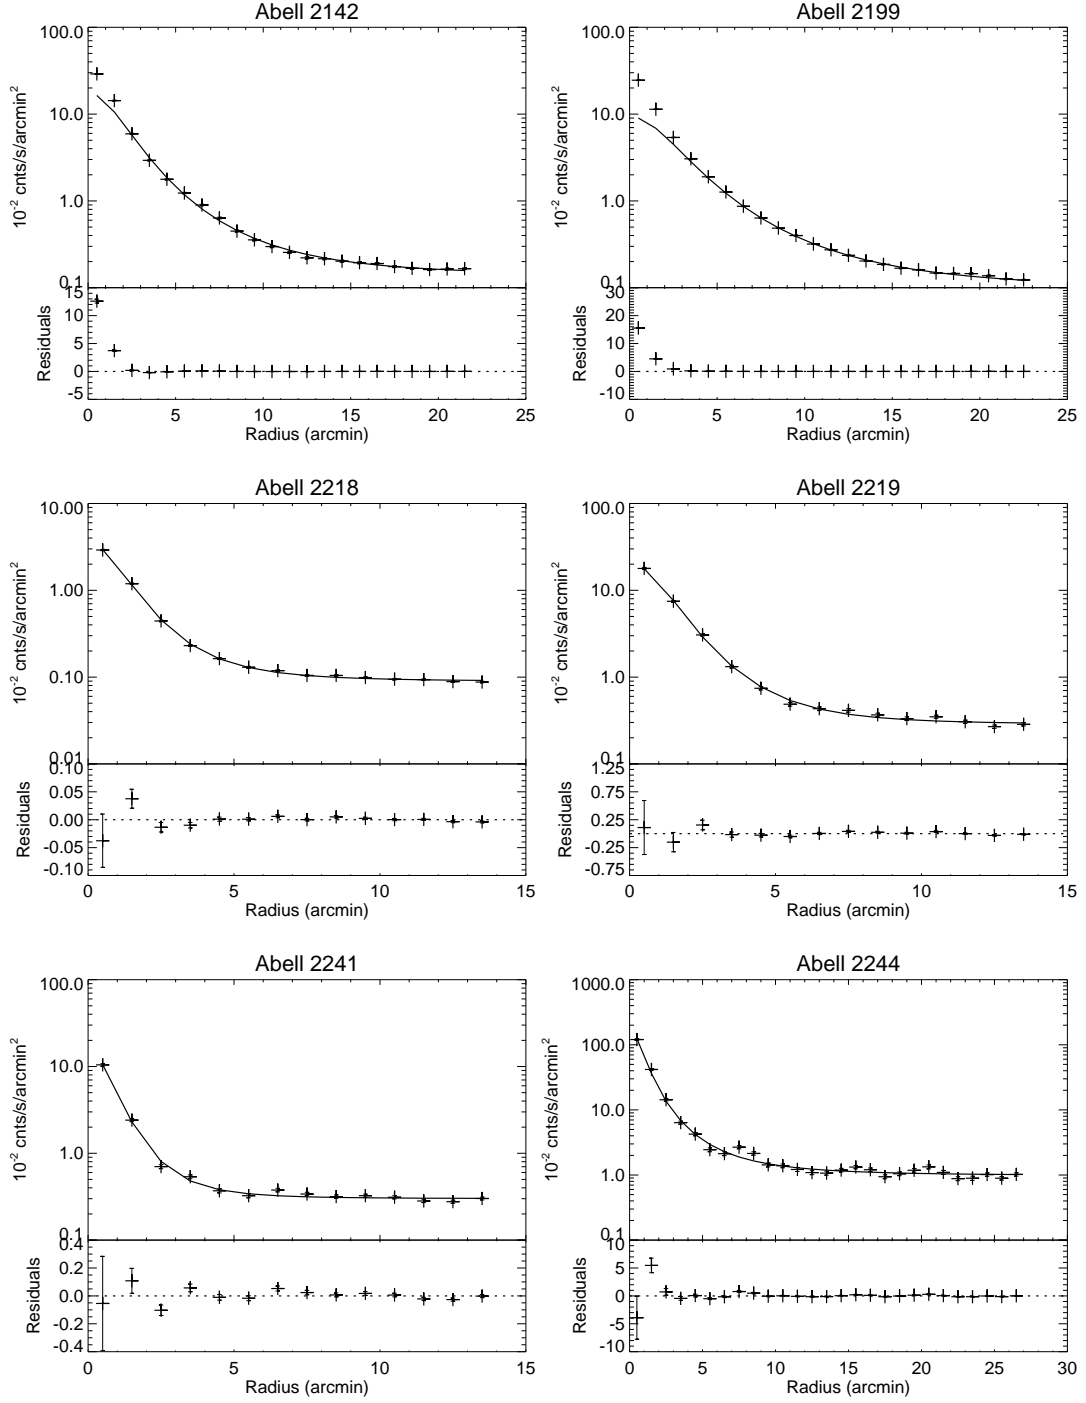 Abell 2142
100.0
10.0
1.0
0.1
10-2 cnts/s/arcmin2
15
10
5
0
-5
Residuals
0 5 10 15 20 25
Radius (arcmin)
Abell 2199
100.0
10.0
1.0
0.1
10-2 cnts/s/arcmin2
30
20
10
0
-10
Residuals
0 5 10 15 20 25
Radius (arcmin)
Abell 2218
10.00
1.00
0.10
0.01
10-2 cnts/s/arcmin2
0.10
0.05
0.00
-0.05
-0.10
Residuals
0 5 10 15
Radius (arcmin)
Abell 2219
100.0
10.0
1.0
0.1
10-2 cnts/s/arcmin2
1.25
0.75
0.25
-0.25
-0.75
Residuals
0 5 10 15
Radius (arcmin)
Abell 2241
100.0
10.0
1.0
0.1
10-2 cnts/s/arcmin2
0.4
0.2
0.0
-0.2
-0.4
Residuals
0 5 10 15
Radius (arcmin)
Abell 2244
1000.0
100.0
10.0
1.0
0.1
10-2 cnts/s/arcmin2
10
5
0
-5
-10
Residuals
0 5 10 15 20 25 30
Radius (arcmin)